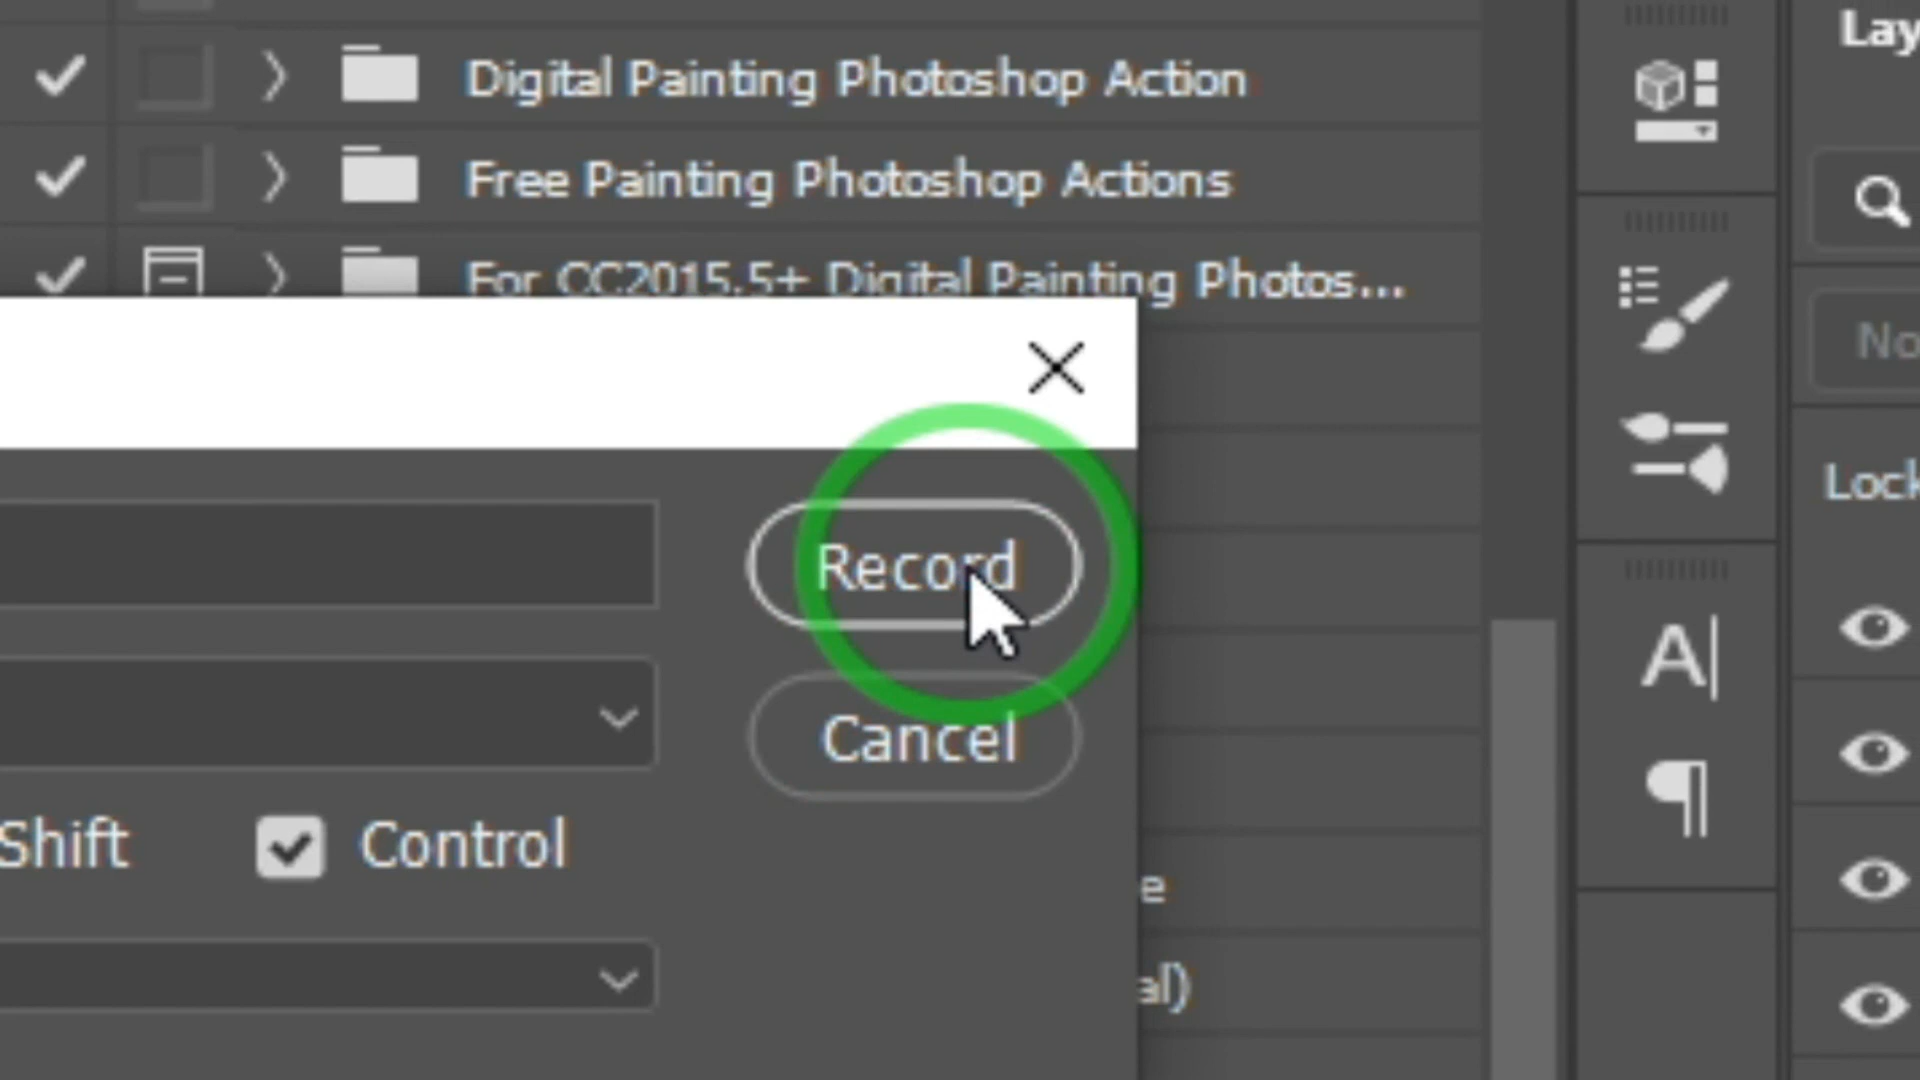 Digital Painting Photoshop Action
Free Painting Photoshop Actions
For CC2015.5+ Digital Painting Photos...
Lay
No
Lock
Record
Cancel
Shift
Control
e
al)
A